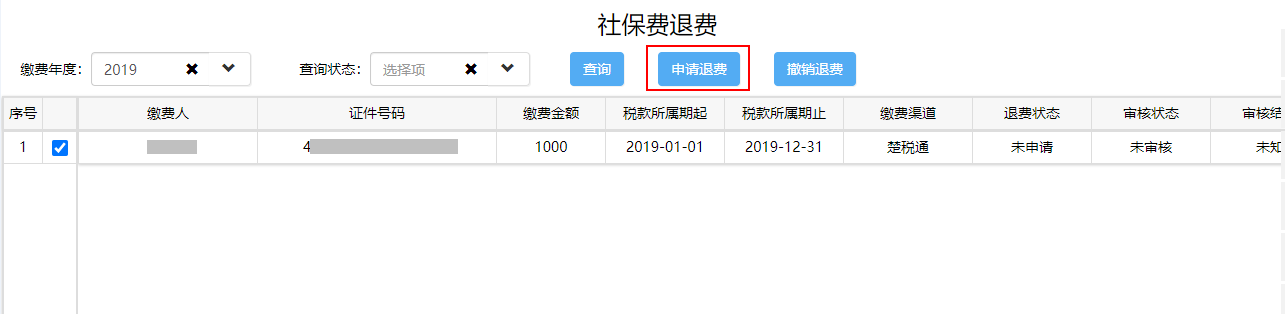 社保费退费
缴费年度： 2019 查询状态： 选择项 查询 申请退费 撤销退费
序号 缴费人 证件号码 缴费金额 税款所属期起 税款所属期止 缴费渠道 退费状态 审核状态 审核结
1 4 1000 2019-01-01 2019-12-31 楚税通 未申请 未审核 未知